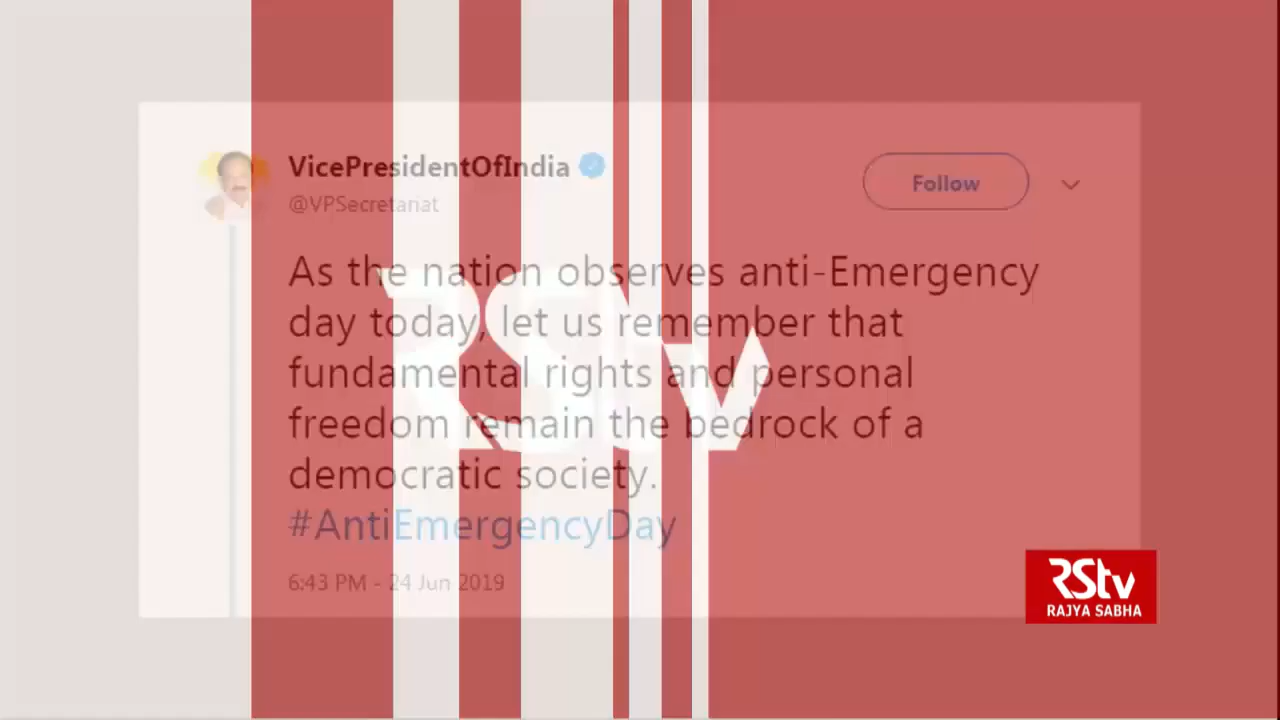 VicePresidentOfIndia
@VPSecretariat
Follow
As the nation observes anti-Emergency
day today, let us remember that
fundamental rights and personal
freedom remain the bedrock of a
democratic society.
#AntiEmergencyDay
6:43 PM - 24 Jun 2019
RStv
RStv
RAJYA SABHA